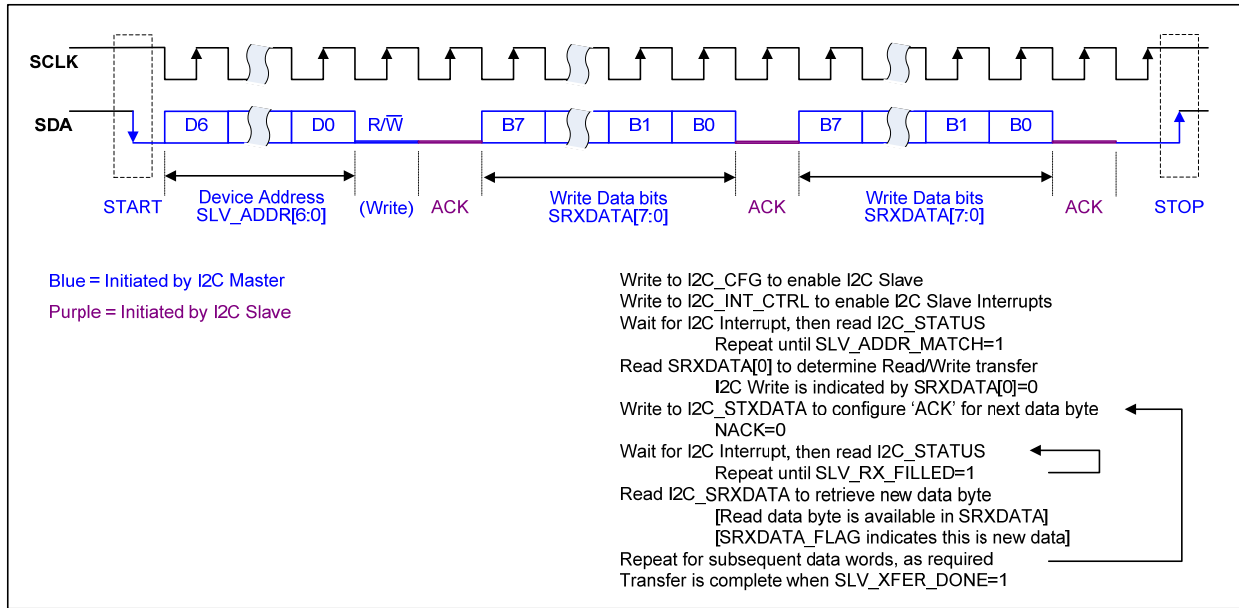 SCLK
SDA
D6 D0 R/W B7 B1 B0 B7 B1 B0
START
Device Address
SLV_ADDR[6:0]
(Write)
ACK
Write Data bits
SRXDATA[7:0]
ACK
Write Data bits
SRXDATA[7:0]
ACK
STOP
Blue = Initiated by I2C Master
Purple = Initiated by I2C Slave
Write to I2C_CFG to enable I2C Slave
Write to I2C_INT_CTRL to enable I2C Slave Interrupts
Wait for I2C Interrupt, then read I2C_STATUS
Repeat until SLV_ADDR_MATCH=1
Read SRXDATA[0] to determine Read/Write transfer
I2C Write is indicated by SRXDATA[0]=0
Write to I2C_STXDATA to configure ‘ACK’ for next data byte
NACK=0
Wait for I2C Interrupt, then read I2C_STATUS
Repeat until SLV_RX_FILLED=1
Read I2C_SRXDATA to retrieve new data byte
[Read data byte is available in SRXDATA]
[SRXDATA_FLAG indicates this is new data]
Repeat for subsequent data words, as required
Transfer is complete when SLV_XFER_DONE=1